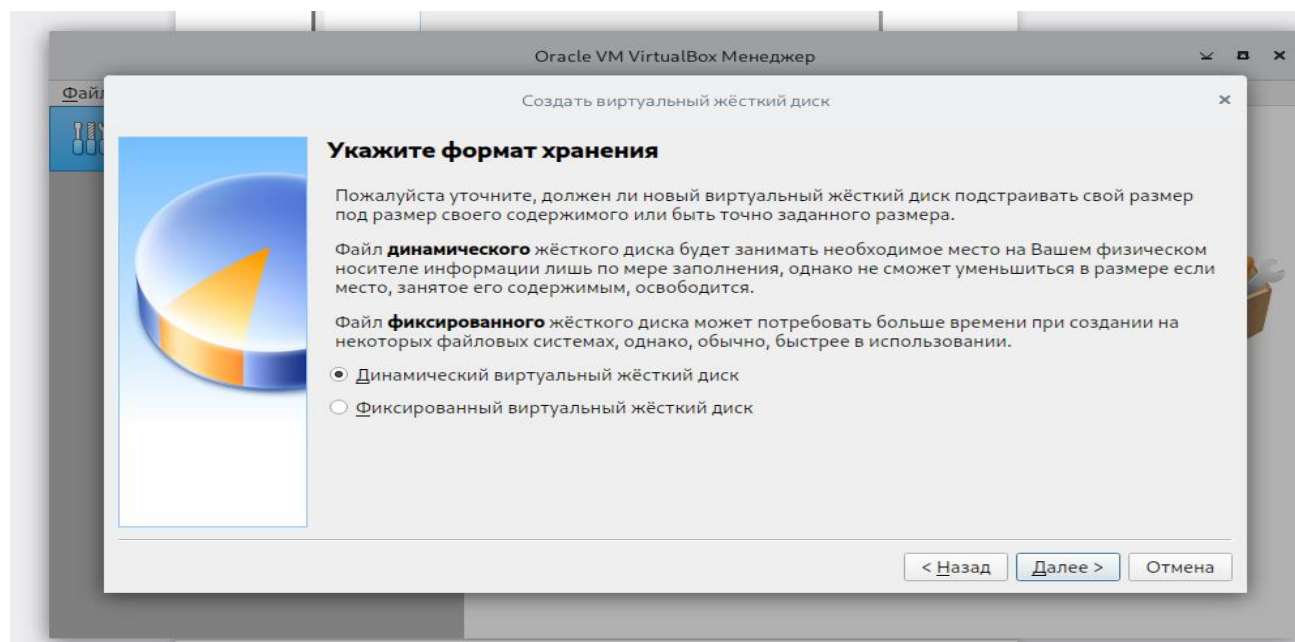 Oracle VM VirtualBox Менеджер
Файл
Создать виртуальный жёсткий диск
Укажите формат хранения
Пожалуйста уточните, должен ли новый виртуальный жёсткий диск подстраивать свой размер
под размер своего содержимого или быть точно заданного размера.
Файл динамического жёсткого диска будет занимать необходимое место на Вашем физическом
носителе информации лишь по мере заполнения, однако не сможет уменьшиться в размере если
место, занятое его содержимым, освободится.
Файл фиксированного жёсткого диска может потребовать больше времени при создании на
некоторых файловых системах, однако, обычно, быстрее в использовании.
Динамический виртуальный жёсткий диск
Фиксированный виртуальный жёсткий диск
< Назад
Далее >
Отмена